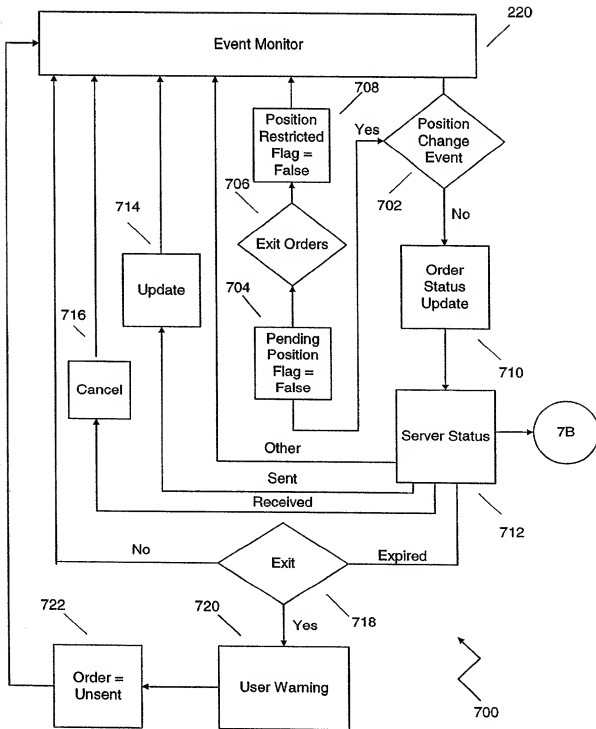 Event Monitor
220
708
Position
Restricted
Flag =
False
Yes
Position
Change
Event
702
706
Exit Orders
No
714
Update
Order
Status
Update
704
Pending
Position
Flag =
False
710
716
Cancel
Server Status
7B
Other
Sent
Received
712
No
Exit
Expired
718
722
720
Yes
Order =
Unsent
User Warning
700